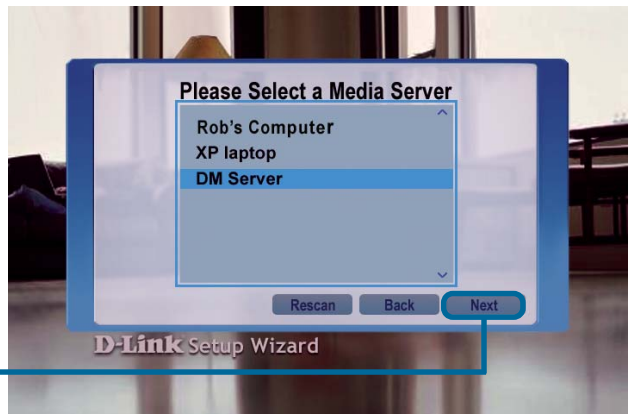 Please Select a Media Server
Rob's Computer
XP laptop
DM Server
Rescan Back Next
D-Link Setup Wizard